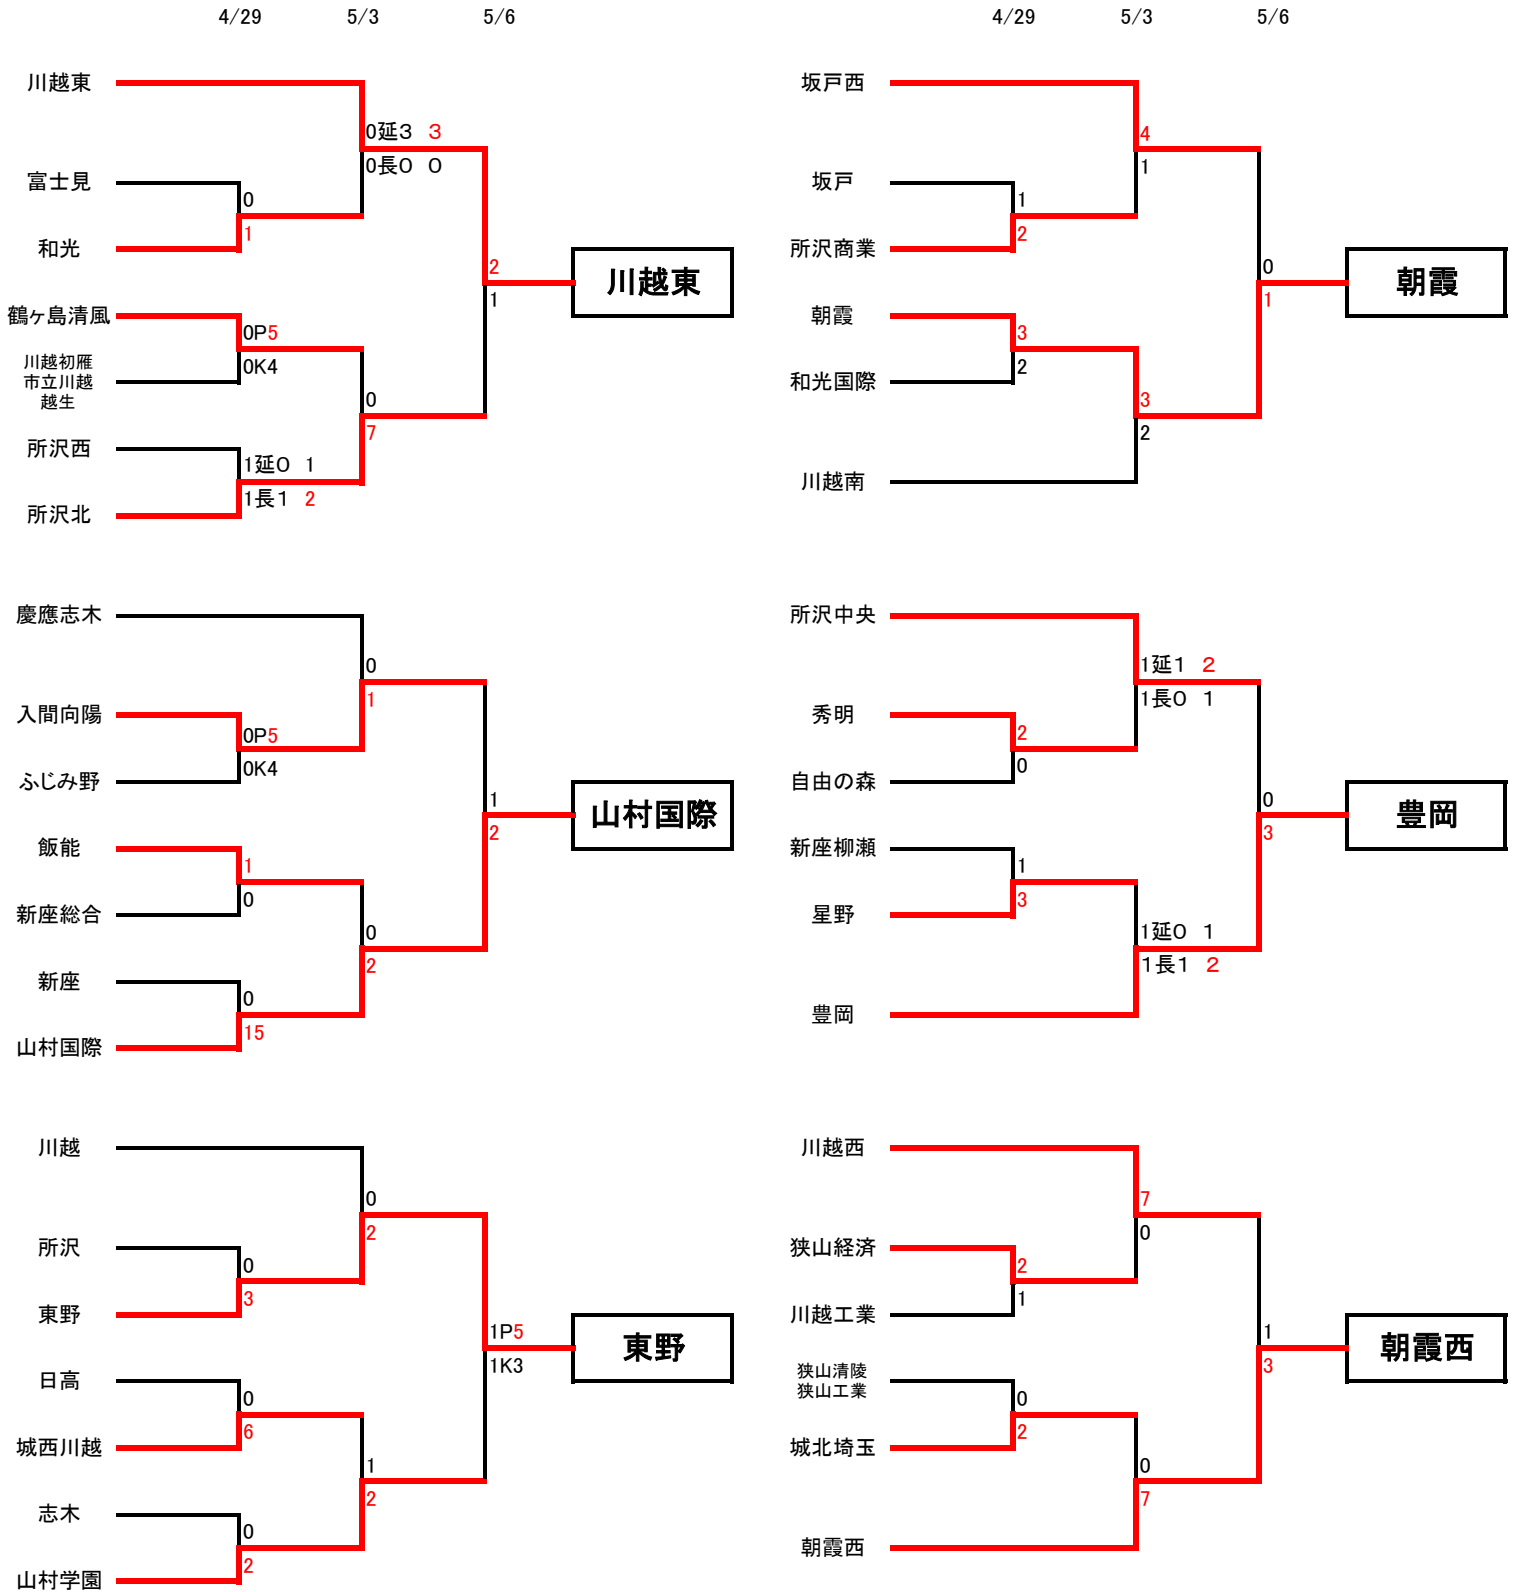 4/29 5/3 5/6
川越東
0延3 3
0長0 0
富士見
0
1
和光
2
1
川越東
鶴ヶ島清風
0P5
0K4
川越初雁
市立川越
越生
0
7
所沢西
1延0 1
1長1 2
所沢北
4/29 5/3 5/6
坂戸西
4
1
坂戸
1
2
所沢商業
0
1
朝霞
朝霞
3
2
和光国際
3
2
川越南
慶應志木
0
1
入間向陽
0P5
0K4
ふじみ野
1
2
山村国際
飯能
1
0
新座総合
0
2
新座
0
15
山村国際
所沢中央
1延1 2
1長0 1
秀明
2
0
自由の森
0
3
豊岡
新座柳瀬
1
3
星野
1延0 1
1長1 2
豊岡
川越
0
2
所沢
0
3
東野
1P5
1K3
東野
日高
0
6
城西川越
1
2
志木
0
2
山村学園
川越西
7
0
狭山経済
2
1
川越工業
1
3
朝霞西
狭山清陵
狭山工業
0
2
城北埼玉
0
7
朝霞西